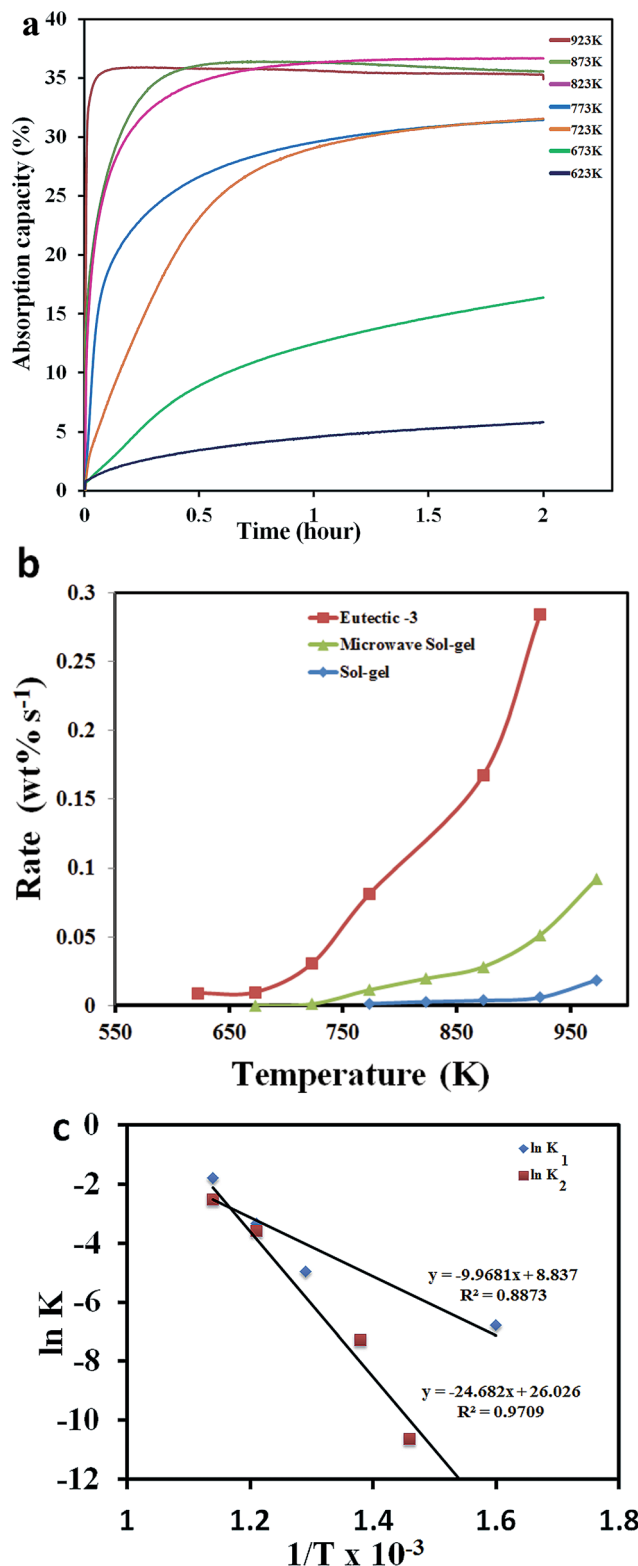 a
40
35
30
25
20
15
10
5
0
Absorption capacity (%)
923K
873K
823K
773K
723K
673K
623K
0
0.5
1
1.5
2
Time (hour)
b
0.3
0.25
0.2
0.15
0.1
0.05
0
Rate (wt% s⁻¹)
Eutectic -3
Microwave Sol-gel
Sol-gel
550
650
750
850
950
Temperature (K)
c
-0
-2
-4
-6
-8
-10
-12
ln K
ln K₁
ln K₂
y = -9.9681x + 8.837
R² = 0.8873
y = -24.682x + 26.026
R² = 0.9709
1
1.2
1.4
1.6
1.8
1/T x 10⁻³